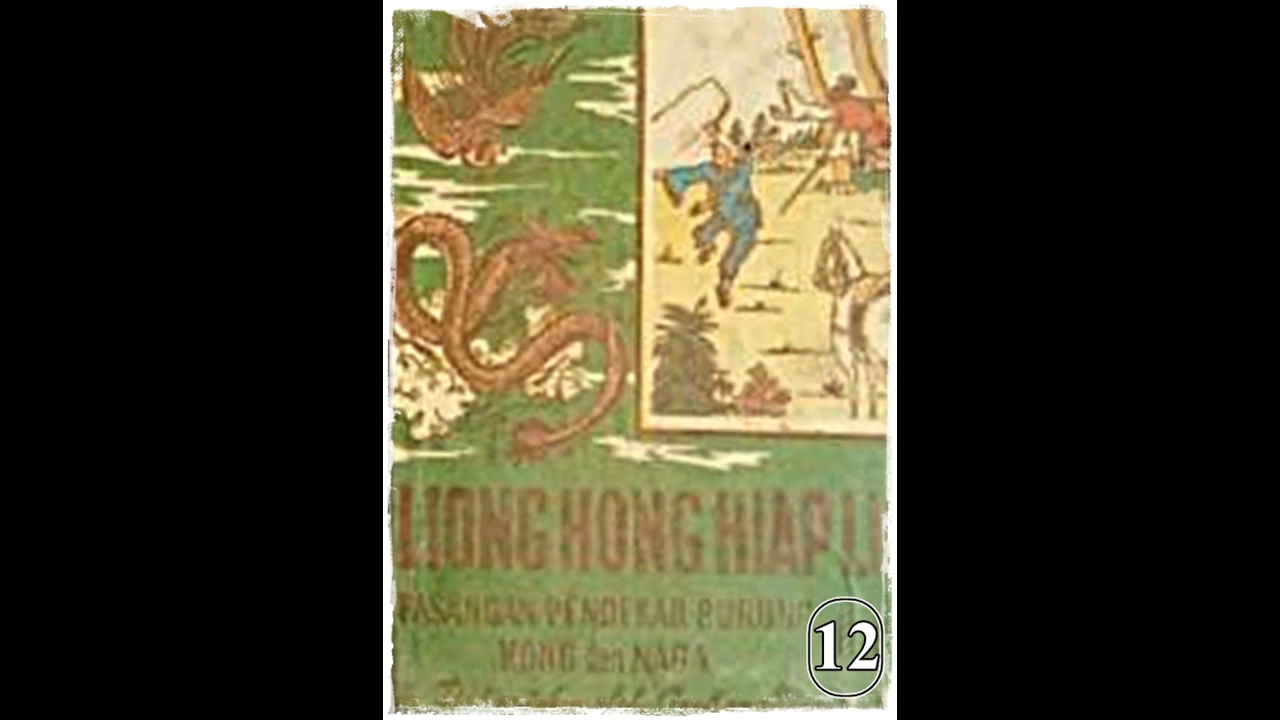 LIONG HONG HIAP LI
PASANGAN PENDEKAR BURUNG
HONG dan NAGA
12